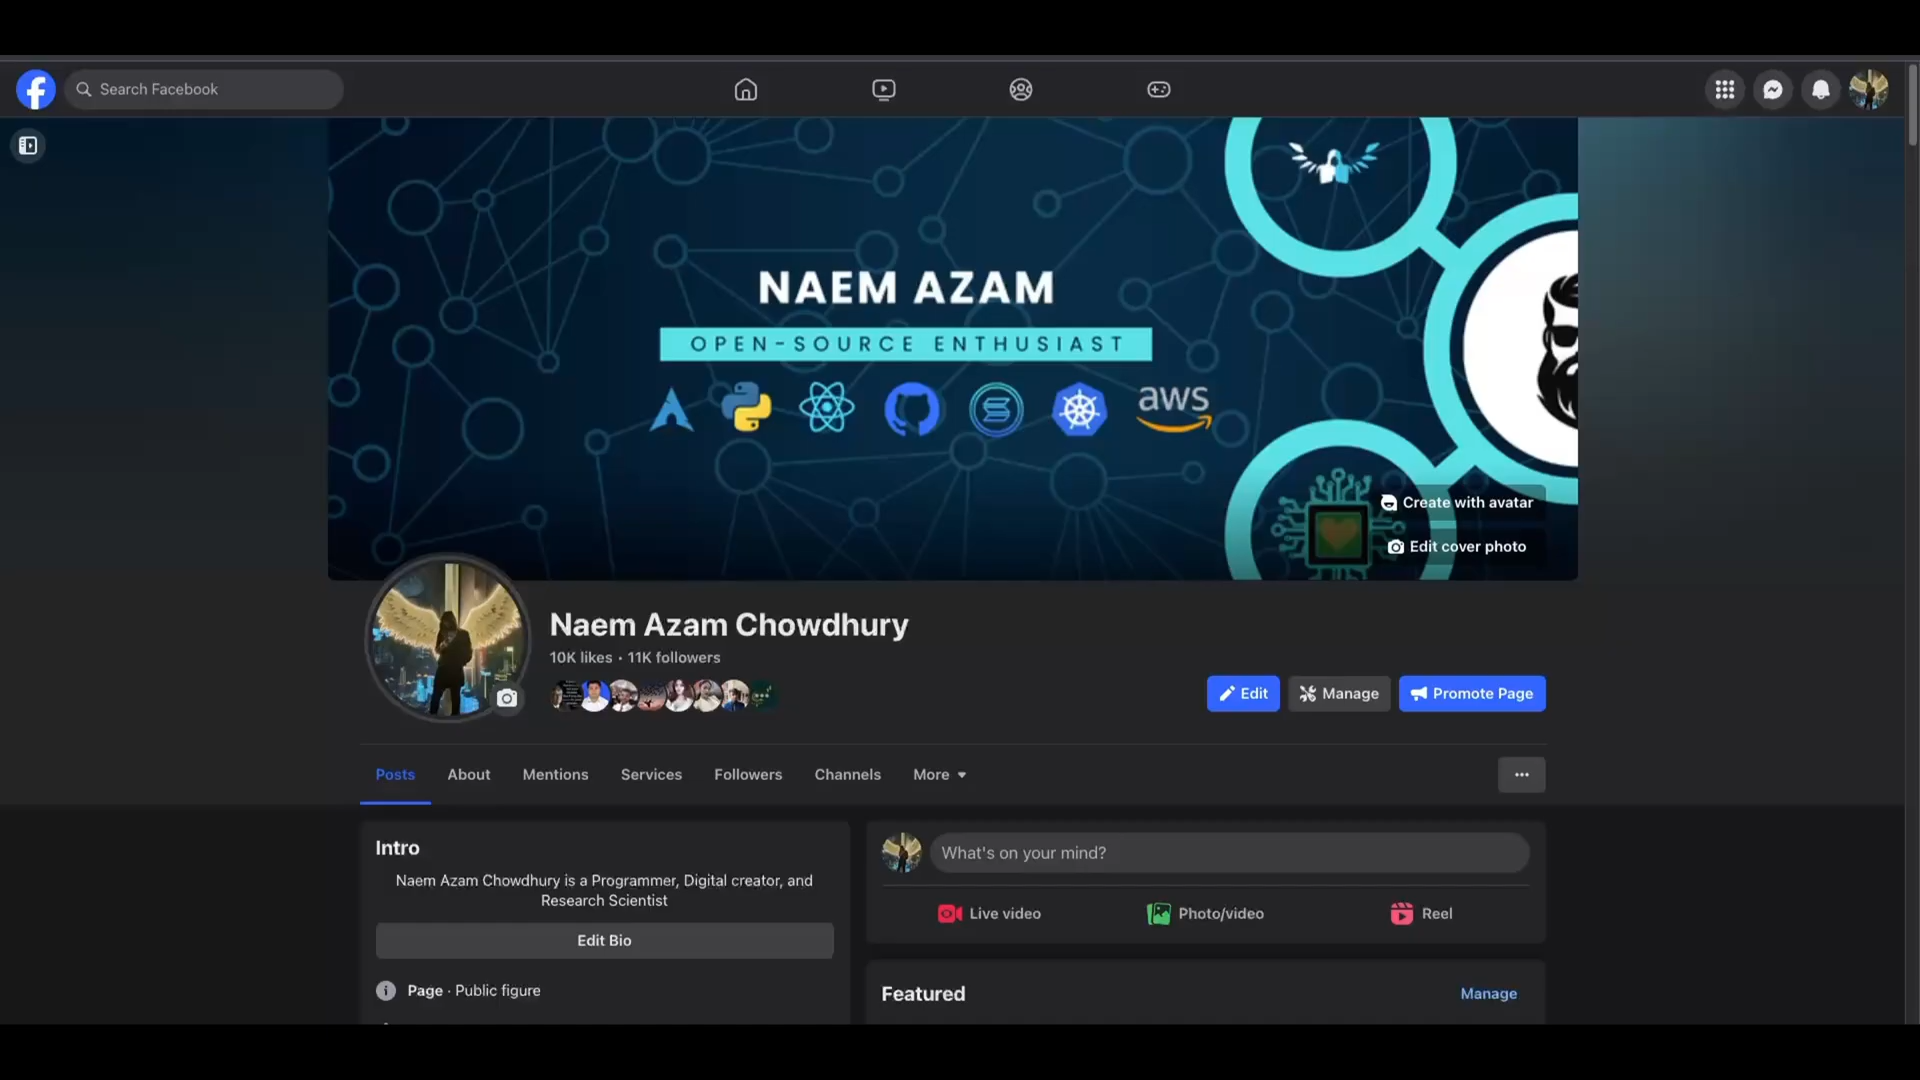 Search Facebook
NAEM AZAM
OPEN-SOURCE ENTHUSIAST
aws
Create with avatar
Edit cover photo
Naem Azam Chowdhury
10K likes · 11K followers
Edit
Manage
Promote Page
Posts
About
Mentions
Services
Followers
Channels
More
Intro
Naem Azam Chowdhury is a Programmer, Digital creator, and
Research Scientist
Edit Bio
Page · Public figure
What's on your mind?
Live video
Photo/video
Reel
Featured
Manage